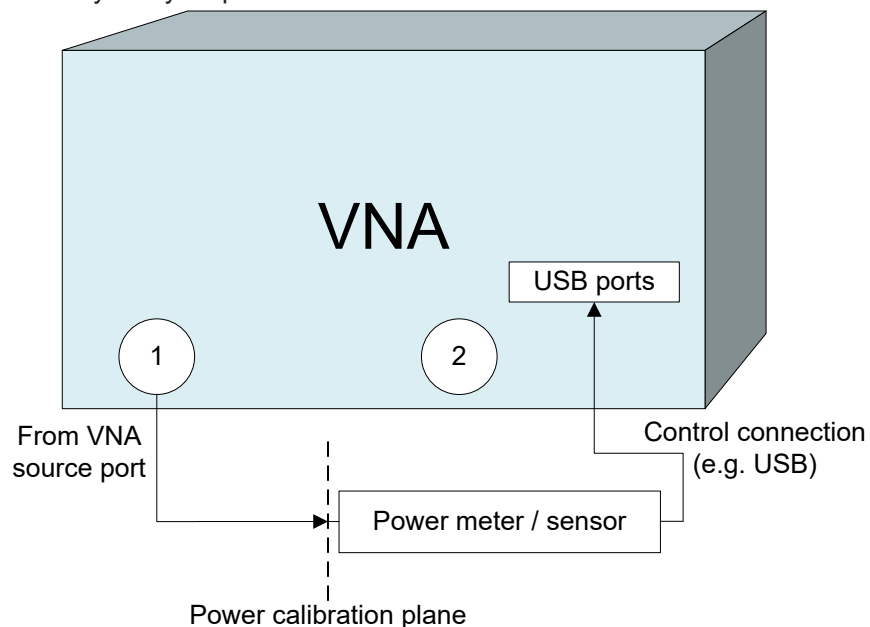 VNA
USB ports
1
2
From VNA
source port
Control connection
(e.g. USB)
Power meter / sensor
Power calibration plane